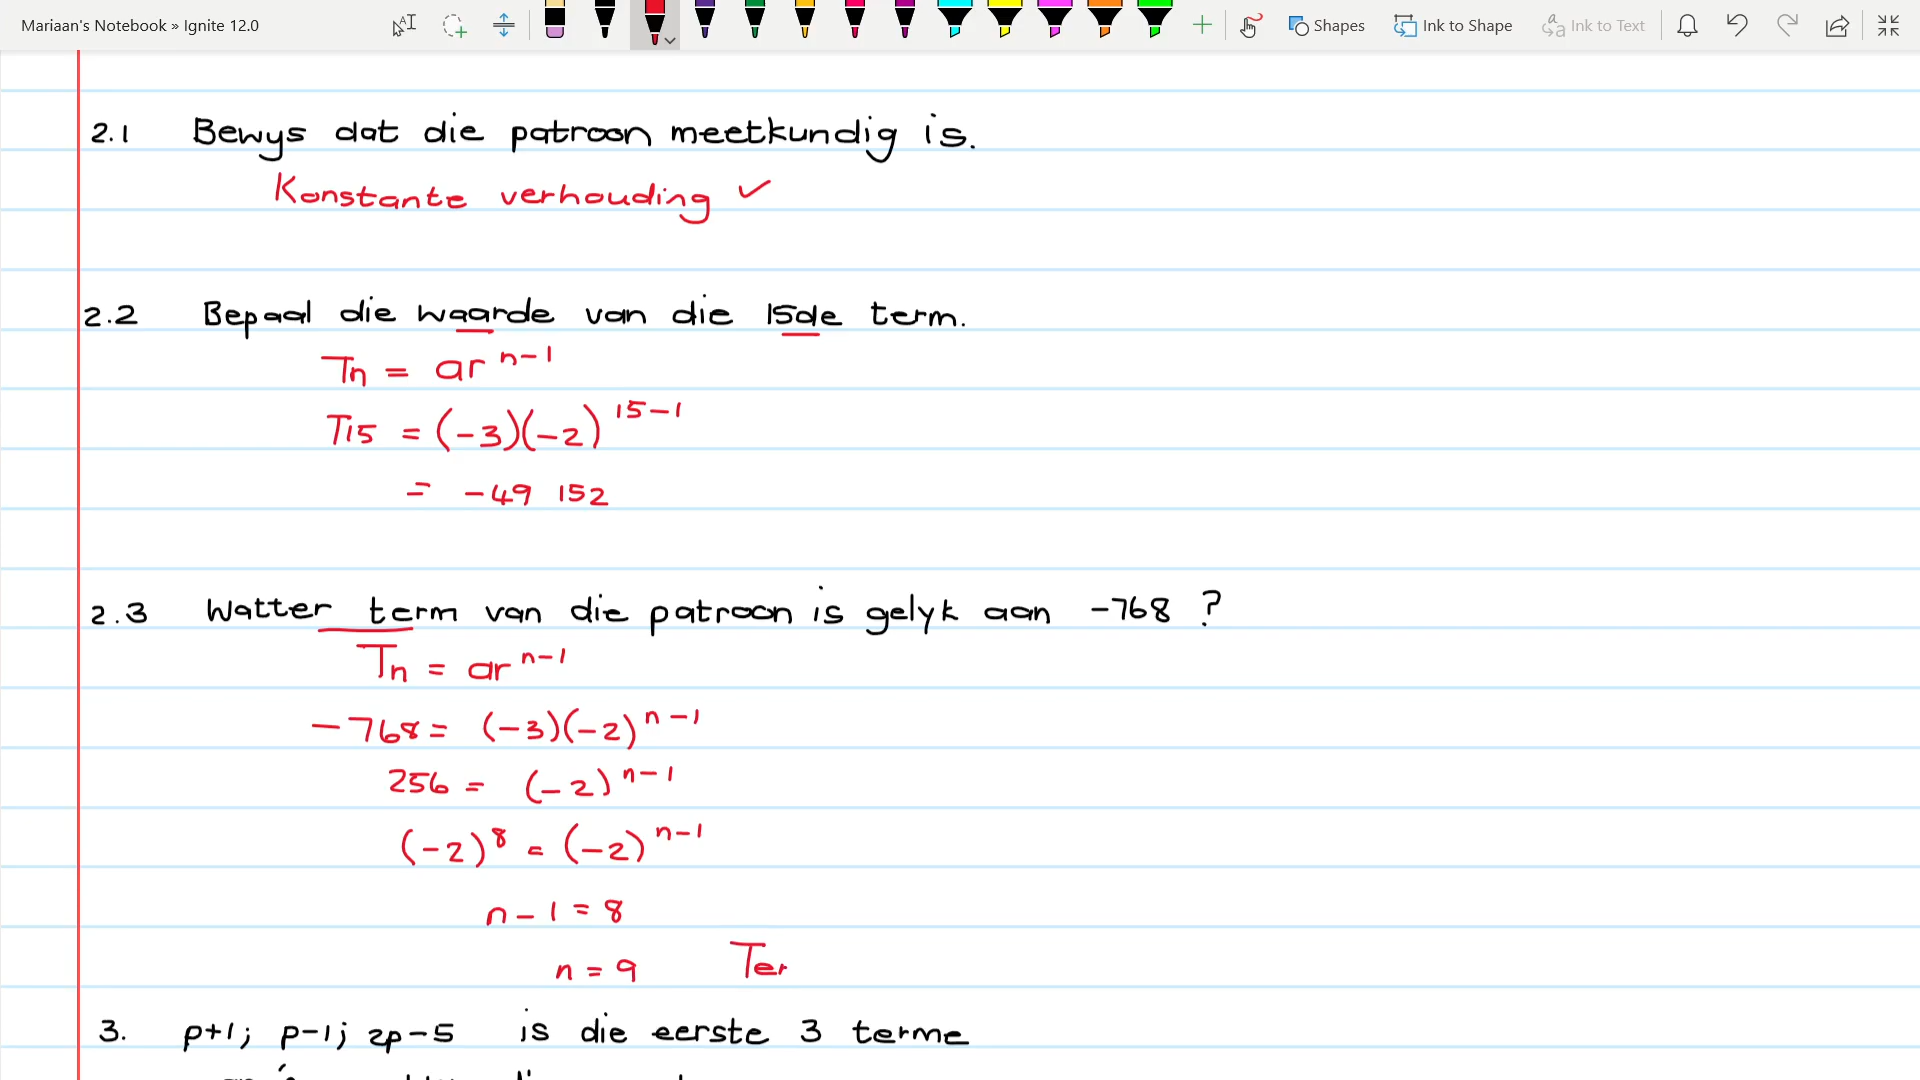 Mariaan's Notebook » Ignite 12.0
Shapes
Ink to Shape
Ink to Text
2.1 Bewys dat die patroon meetkundig is.
Konstante verhouding ✓
2.2 Bepaal die waarde van die 15de term.
Tn = ar^n-1
T15 = (-3)(-2)^15-1
= -49 152
2.3 Watter term van die patroon is gelyk aan -768 ?
Tn = ar^n-1
-768 = (-3)(-2)^n-1
256 = (-2)^n-1
(-2)^8 = (-2)^n-1
n-1 = 8
n = 9 Ter
3. p+1; p-1; 2p-5 is die eerste 3 terme